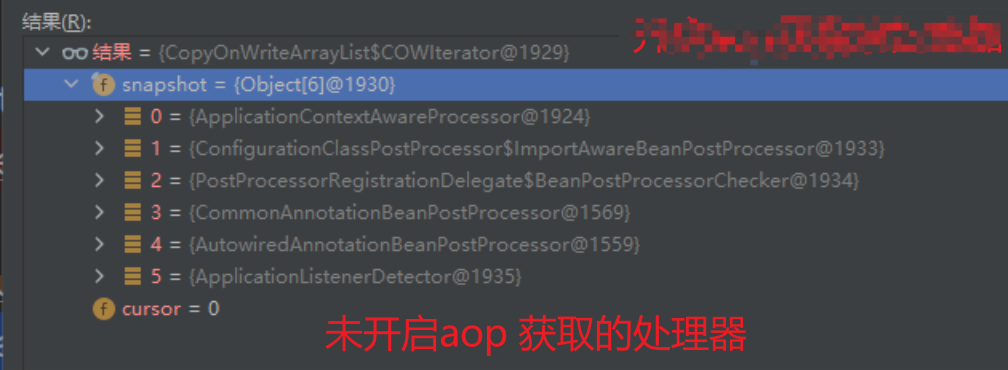 结果(R):
结果 = {CopyOnWriteArrayList$COWIterator@1929}
f snapshot = {Object[6]@1930}
0 = {ApplicationContextAwareProcessor@1924}
1 = {ConfigurationClassPostProcessor$ImportAwareBeanPostProcessor@1933}
2 = {PostProcessorRegistrationDelegate$BeanPostProcessorChecker@1934}
3 = {CommonAnnotationBeanPostProcessor@1569}
4 = {AutowiredAnnotationBeanPostProcessor@1559}
5 = {ApplicationListenerDetector@1935}
f cursor = 0
未开启aop 获取的处理器